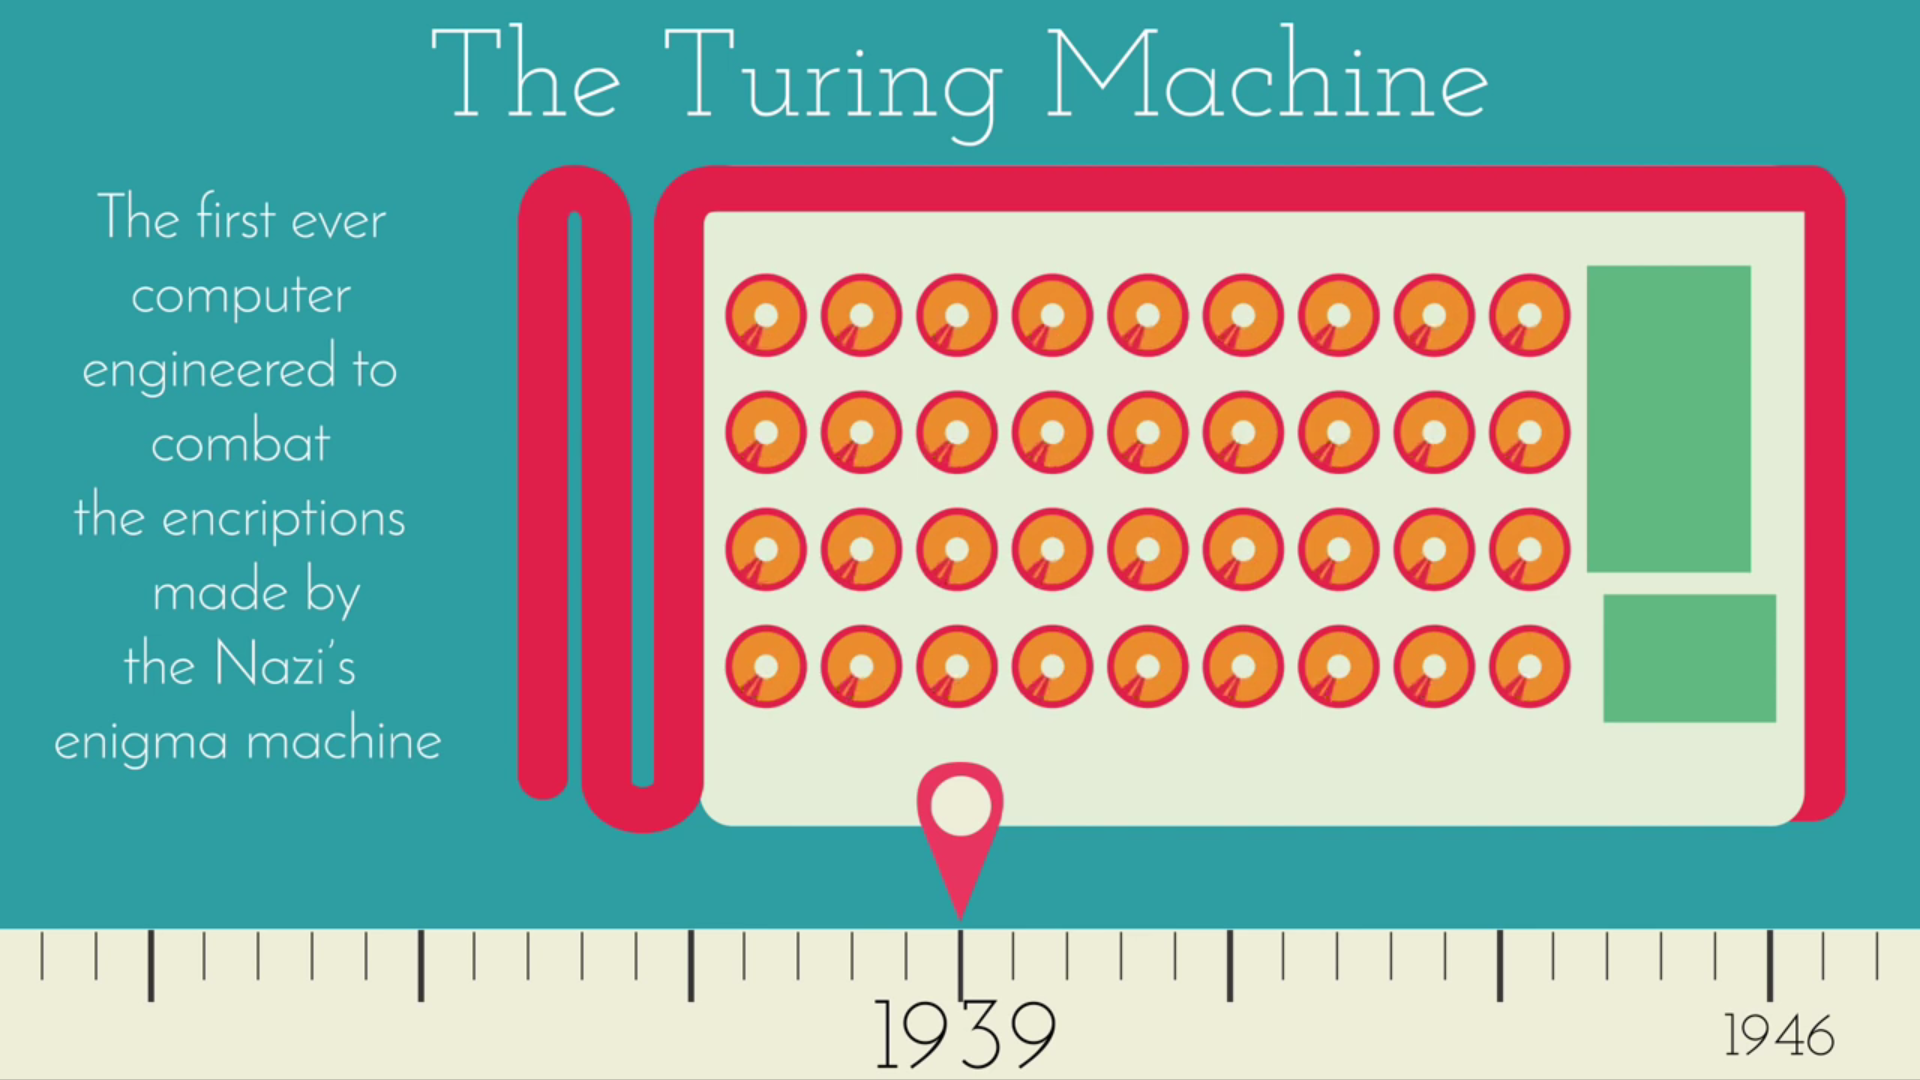 The Turing Machine
The first ever
computer
engineered to
combat
the encriptions
made by
the Nazi's
enigma machine
1939
1946